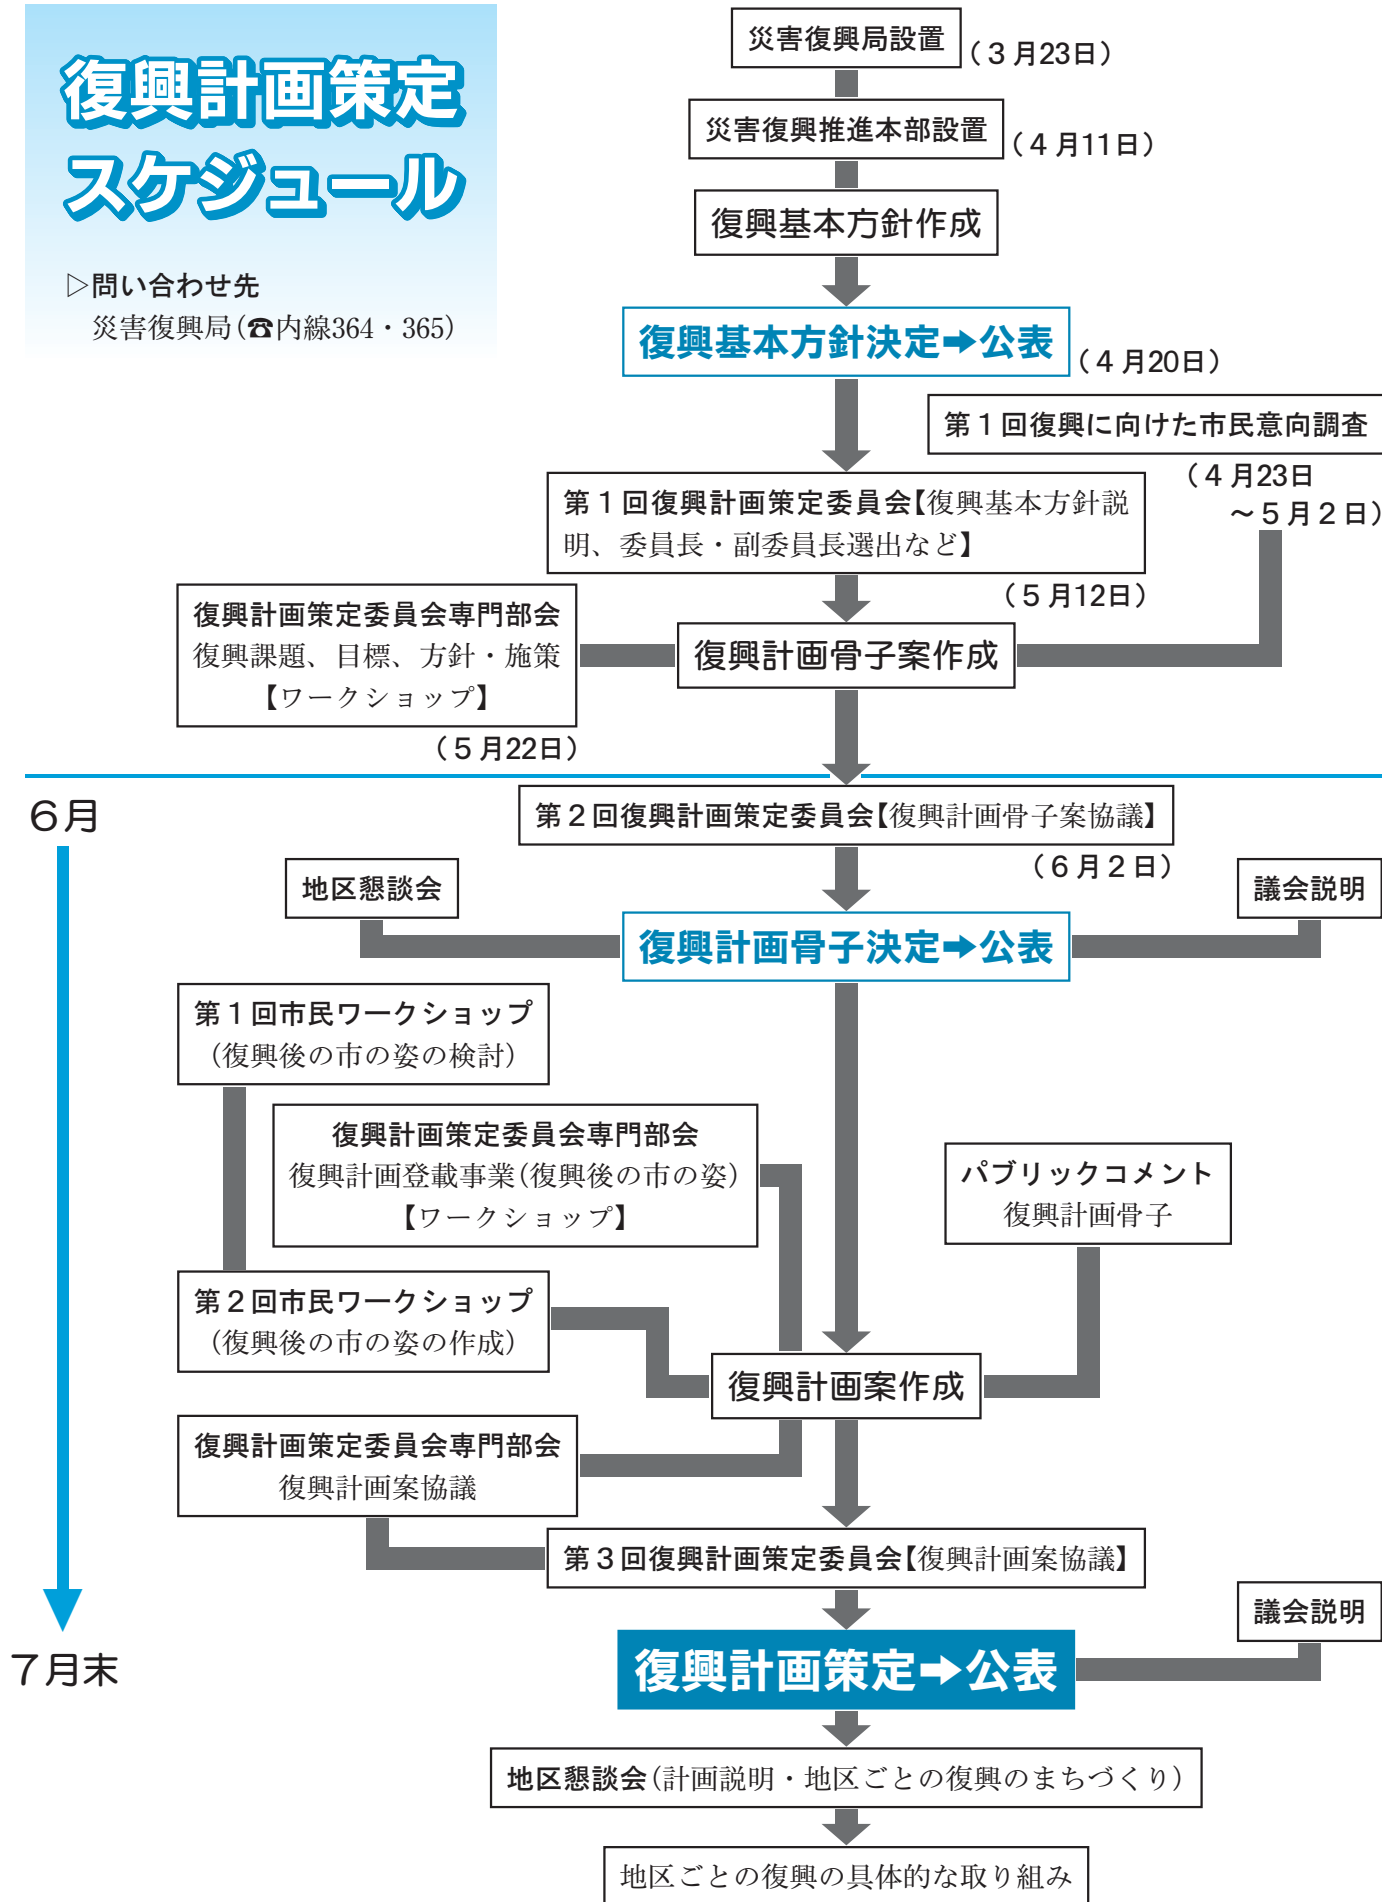 復興計画策定
スケジュール
▷問い合わせ先
災害復興局(☎内線364・365)
災害復興局設置
(3月23日)
災害復興推進本部設置
(4月11日)
復興基本方針作成
復興基本方針決定➡公表
(4月20日)
第1回復興に向けた市民意向調査
(4月23日
～5月2日)
第1回復興計画策定委員会【復興基本方針説
明、委員長・副委員長選出など】
(5月12日)
復興計画策定委員会専門部会
復興課題、目標、方針・施策
【ワークショップ】
(5月22日)
復興計画骨子案作成
6月
第2回復興計画策定委員会【復興計画骨子案協議】
(6月2日)
地区懇談会
議会説明
復興計画骨子決定➡公表
第1回市民ワークショップ
(復興後の市の姿の検討)
復興計画策定委員会専門部会
復興計画登載事業(復興後の市の姿)
【ワークショップ】
パブリックコメント
復興計画骨子
第2回市民ワークショップ
(復興後の市の姿の作成)
復興計画案作成
復興計画策定委員会専門部会
復興計画案協議
第3回復興計画策定委員会【復興計画案協議】
議会説明
7月末
復興計画策定➡公表
地区懇談会(計画説明・地区ごとの復興のまちづくり)
地区ごとの復興の具体的な取り組み